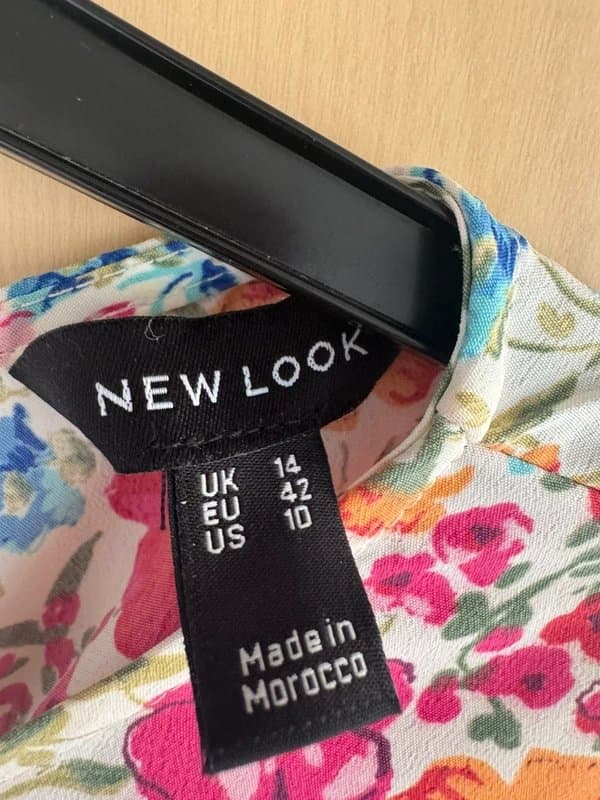 NEW LOOK
UK 14
EU 42
US 10
Made in
Morocco